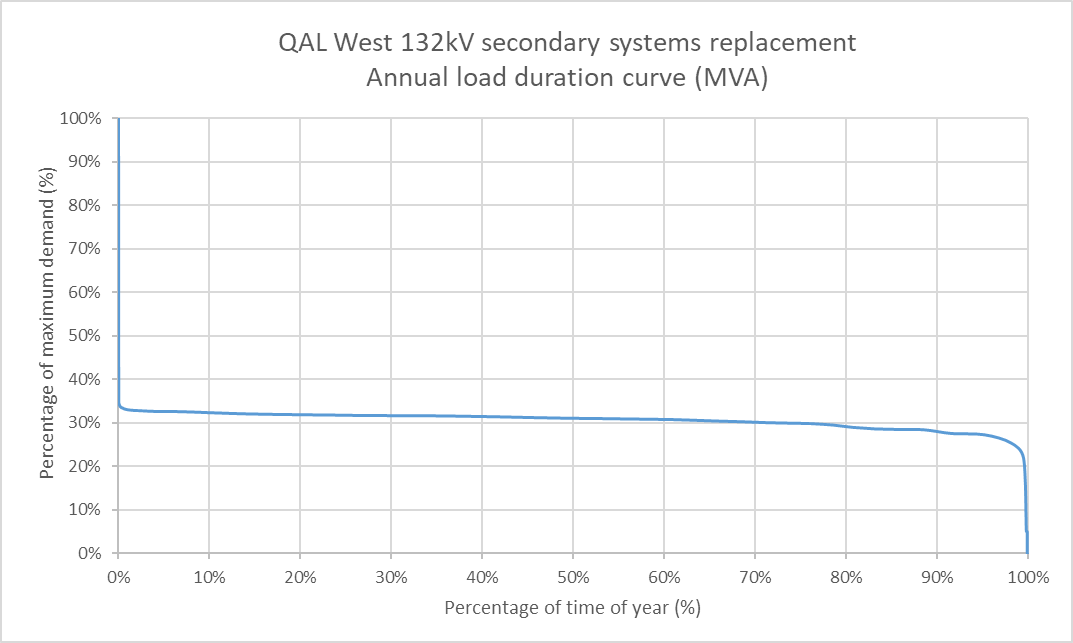 QAL West 132kV secondary systems replacement
Annual load duration curve (MVA)
Percentage of maximum demand (%)
100%
90%
80%
70%
60%
50%
40%
30%
20%
10%
0%
0% 10% 20% 30% 40% 50% 60% 70% 80% 90% 100%
Percentage of time of year (%)